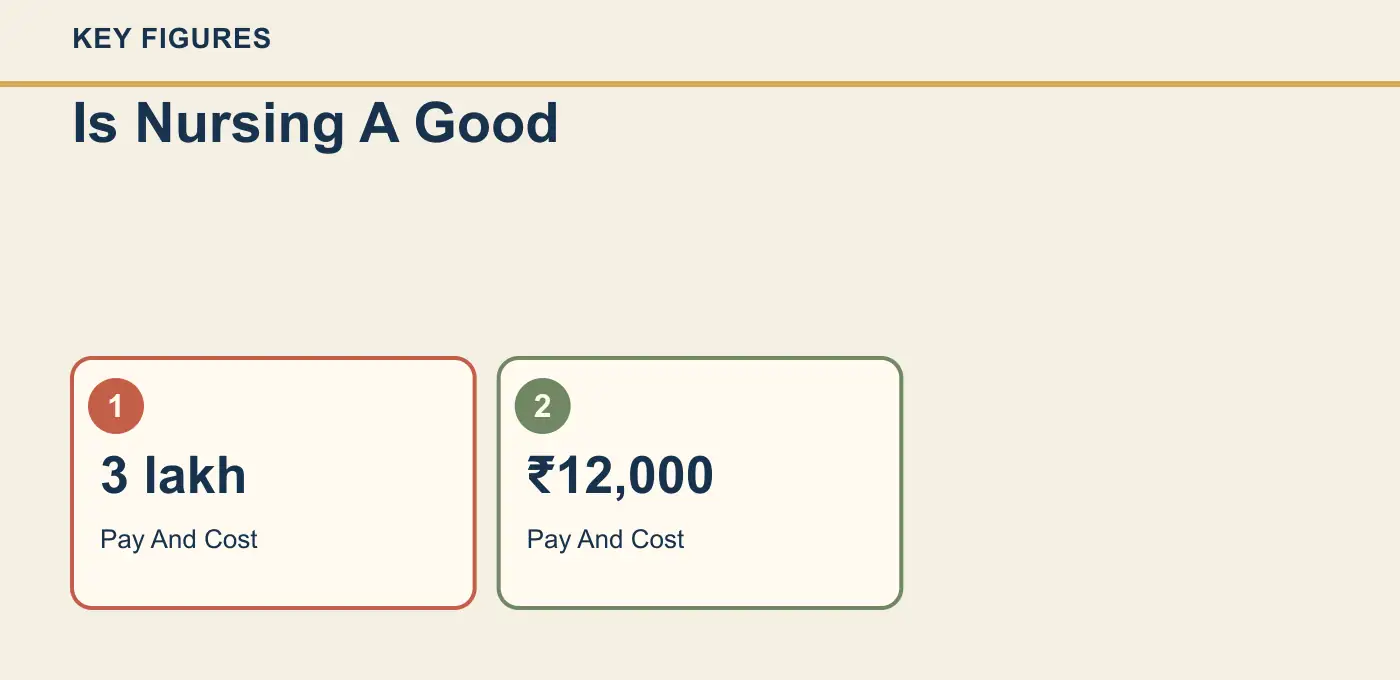 KEY FIGURES
Is Nursing A Good
1
3 lakh
Pay And Cost
2
₹12,000
Pay And Cost